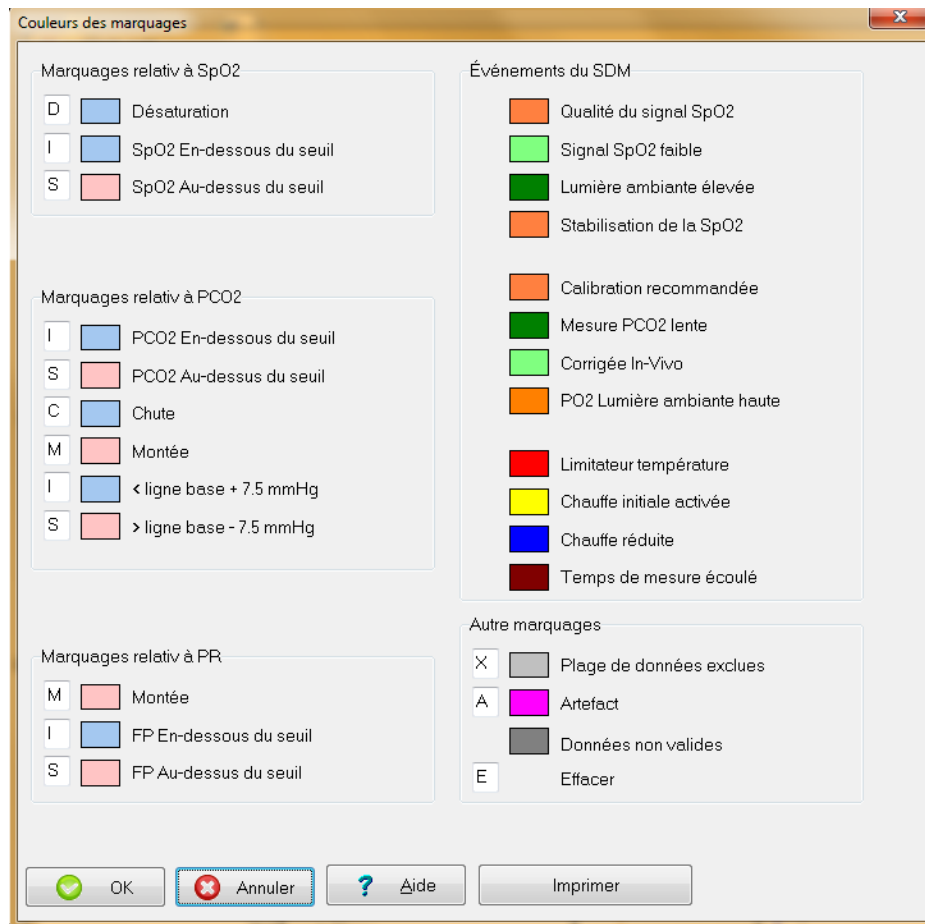 Couleurs des marquages
x
Marquages relativ à SpO2
D Désaturation
I SpO2 En-dessous du seuil
S SpO2 Au-dessus du seuil
Marquages relativ à PCO2
I PCO2 En-dessous du seuil
S PCO2 Au-dessus du seuil
C Chute
M Montée
I < ligne base + 7.5 mmHg
S > ligne base - 7.5 mmHg
Marquages relativ à PR
M Montée
I FP En-dessous du seuil
S FP Au-dessus du seuil
Événements du SDM
Qualité du signal SpO2
Signal SpO2 faible
Lumière ambiante élevée
Stabilisation de la SpO2
Calibration recommandée
Mesure PCO2 lente
Corrigée In-Vivo
PO2 Lumière ambiante haute
Limitateur température
Chauffe initiale activée
Chauffe réduite
Temps de mesure écoulé
Autre marquages
X Plage de données exclues
A Artefact
Données non valides
E Effacer
OK Annuler ? Aide Imprimer